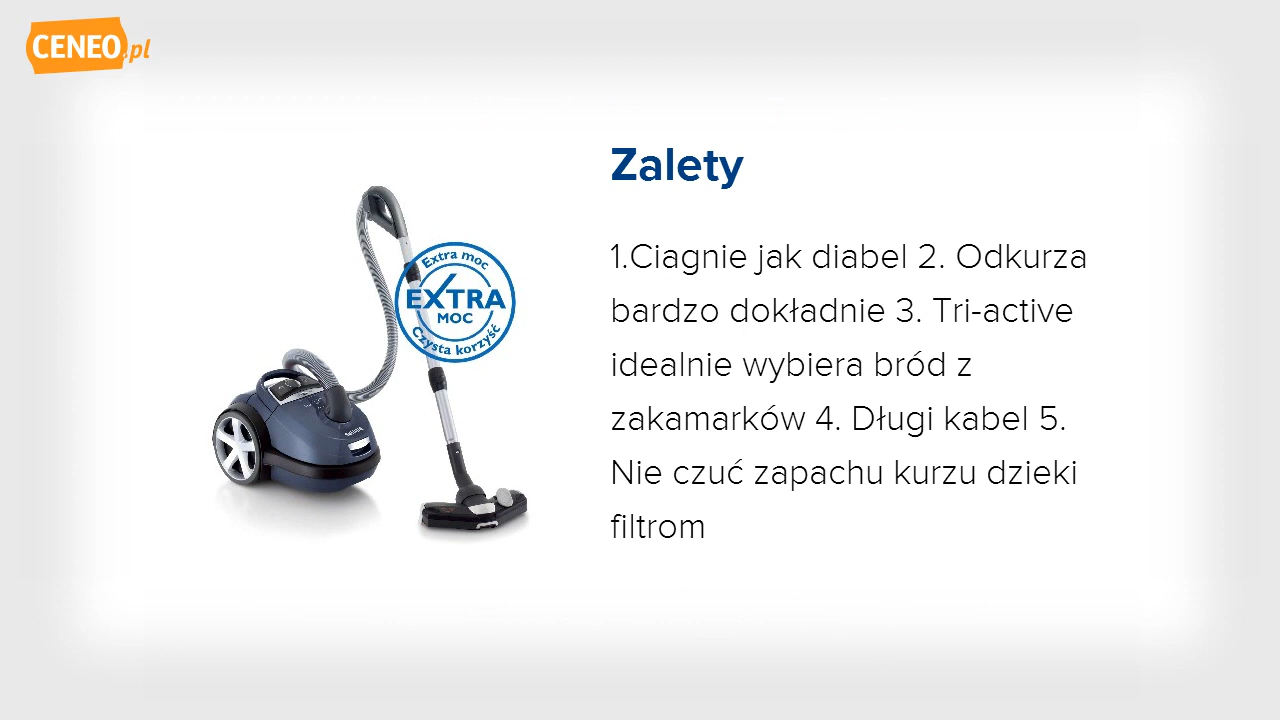 CENEO.pl
Zalety
1.Ciagnie jak diabel 2. Odkurza
bardzo dokładnie 3. Tri-active
idealnie wybiera bród z
zakamarków 4. Długi kabel 5.
Nie czuć zapachu kurzu dzieki
filtrom
Extra moc
EXTRA
MOC
Czysta korzyść